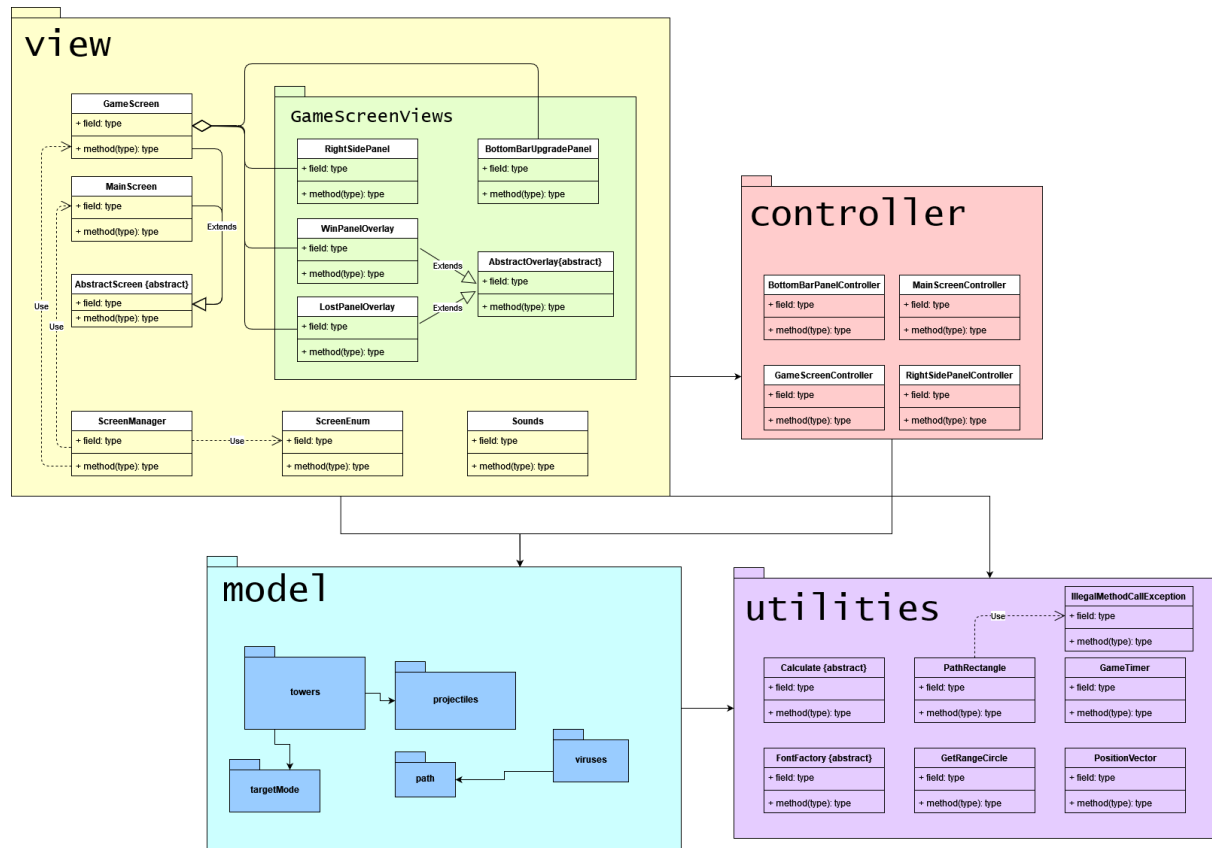 view
GameScreen
+ field: type
+ method(type): type
MainScreen
+ field: type
+ method(type): type
Extends
AbstractScreen {abstract}
+ field: type
+ method(type): type
Use
Use
GameScreenViews
RightSidePanel
+ field: type
+ method(type): type
BottomBarUpgradePanel
+ field: type
+ method(type): type
WinPanelOverlay
+ field: type
+ method(type): type
Extends
AbstractOverlay{abstract}
+ field: type
+ method(type): type
LostPanelOverlay
+ field: type
+ method(type): type
Extends
ScreenManager
+ field: type
+ method(type): type
Use
ScreenEnum
+ field: type
+ method(type): type
Sounds
+ field: type
+ method(type): type
controller
BottomBarPanelController
+ field: type
+ method(type): type
MainScreenController
+ field: type
+ method(type): type
GameScreenController
+ field: type
+ method(type): type
RightSidePanelController
+ field: type
+ method(type): type
model
towers
projectiles
targetMode
path
viruses
utilities
Use
IllegalMethodCallException
+ field: type
+ method(type): type
Calculate {abstract}
+ field: type
+ method(type): type
PathRectangle
+ field: type
+ method(type): type
GameTimer
+ field: type
+ method(type): type
FontFactory {abstract}
+ field: type
+ method(type): type
GetRangeCircle
+ field: type
+ method(type): type
PositionVector
+ field: type
+ method(type): type